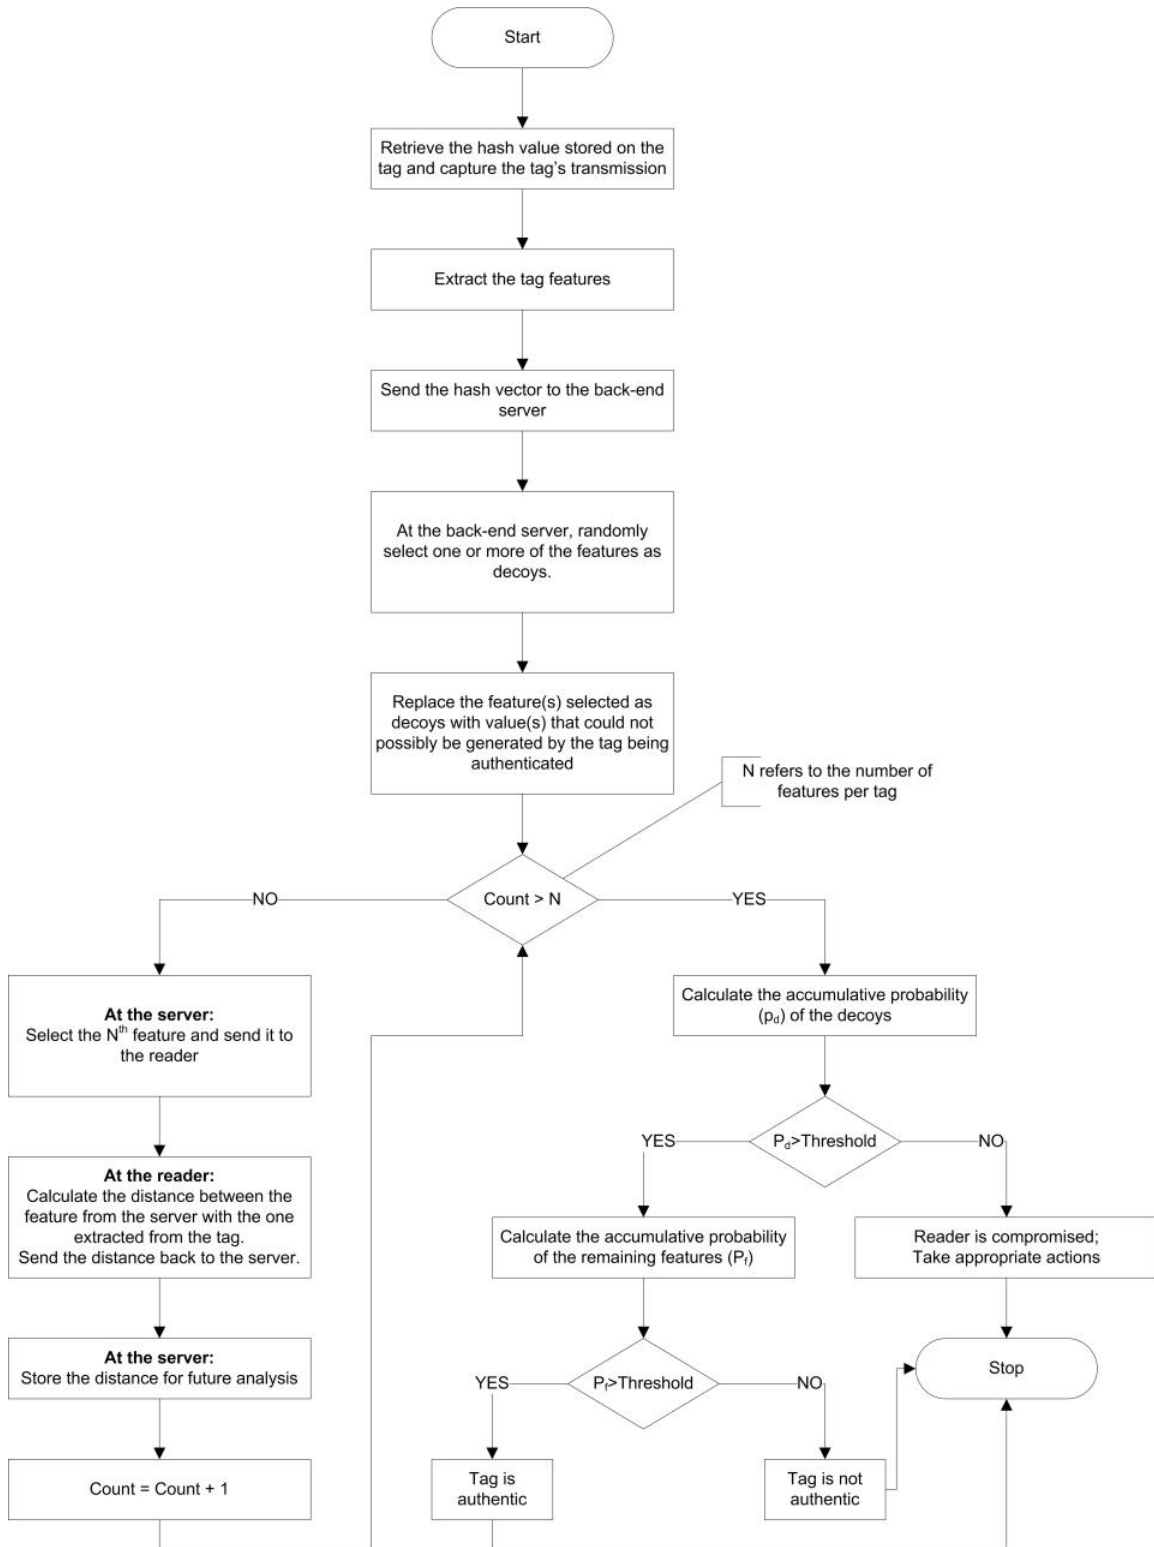 Start
Retrieve the hash value stored on the
tag and capture the tag's transmission
Extract the tag features
Send the hash vector to the back-end
server
At the back-end server, randomly
select one or more of the features as
decoys.
Replace the feature(s) selected as
decoys with value(s) that could not
possibly be generated by the tag being
authenticated
N refers to the number of
features per tag
Count > N
NO
YES
At the server:
Select the Nth feature and send it to
the reader
Calculate the accumulative probability
(pd) of the decoys
At the reader:
Calculate the distance between the
feature from the server with the one
extracted from the tag.
Send the distance back to the server.
Pd>Threshold
YES
NO
Calculate the accumulative probability
of the remaining features (Pf)
Reader is compromised;
Take appropriate actions
At the server:
Store the distance for future analysis
Pf>Threshold
YES
NO
Stop
Count = Count + 1
Tag is
authentic
Tag is not
authentic